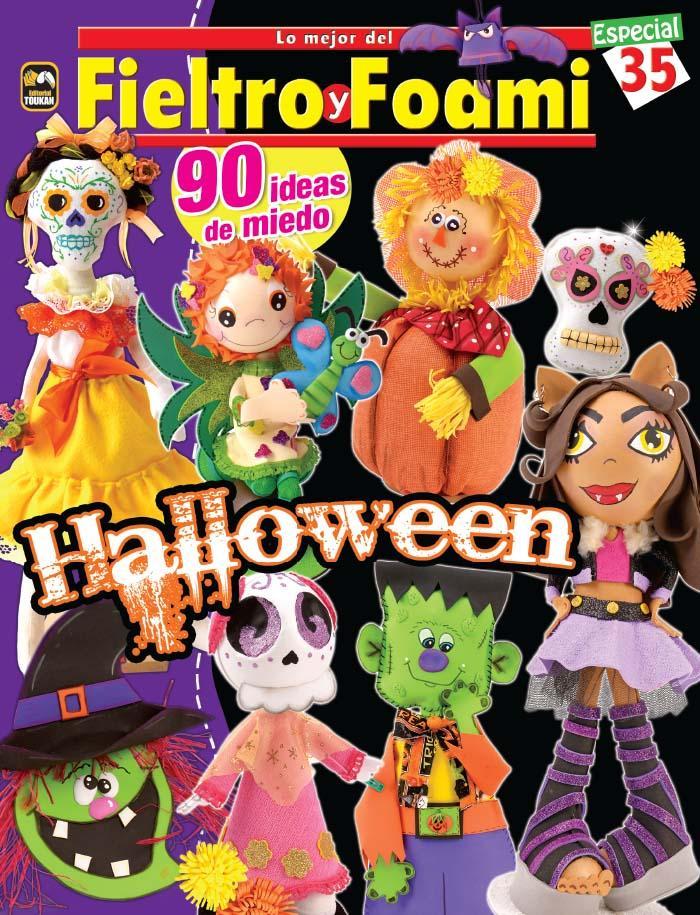 Lo mejor del
Fieltro y Foami
Especial
35
Editorial
TOUKAN
90 ideas
de miedo
Halloween